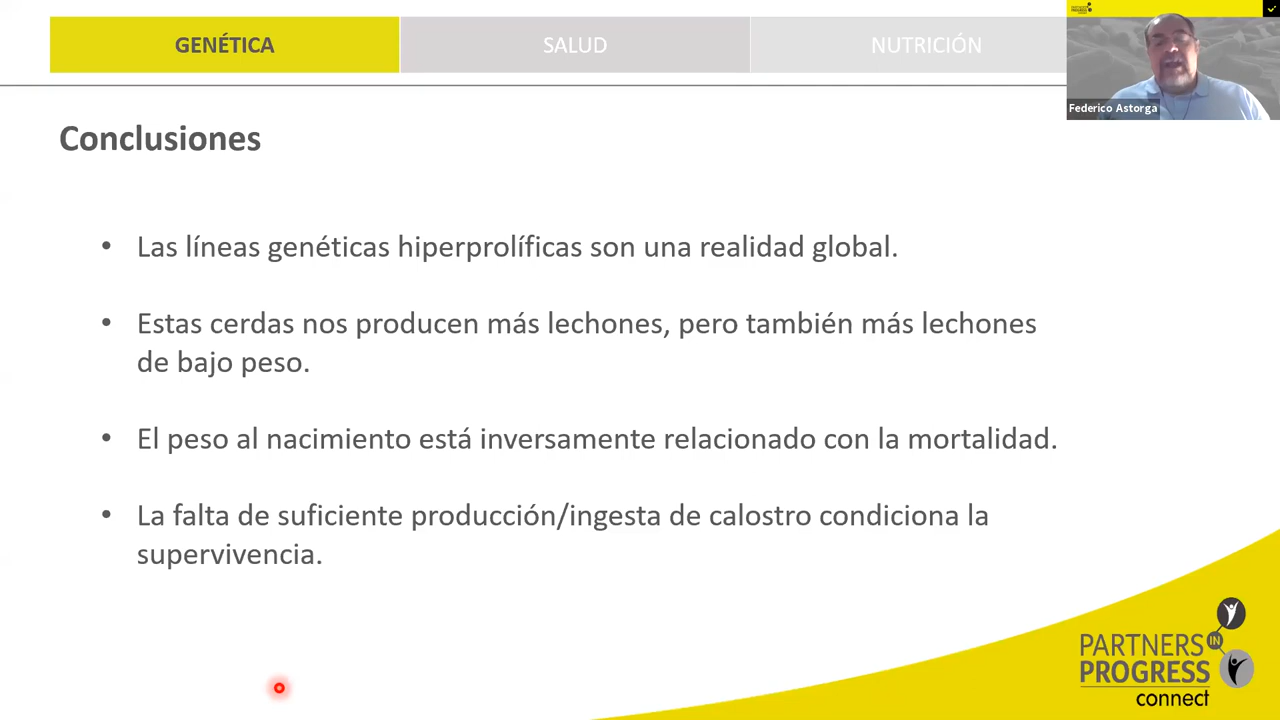 GENÉTICA
SALUD
NUTRICIÓN
Federico Astorga
Conclusiones
• Las líneas genéticas hiperprolíficas son una realidad global.
• Estas cerdas nos producen más lechones, pero también más lechones
de bajo peso.
• El peso al nacimiento está inversamente relacionado con la mortalidad.
• La falta de suficiente producción/ingesta de calostro condiciona la
supervivencia.
PARTNERS IN
PROGRESS
connect